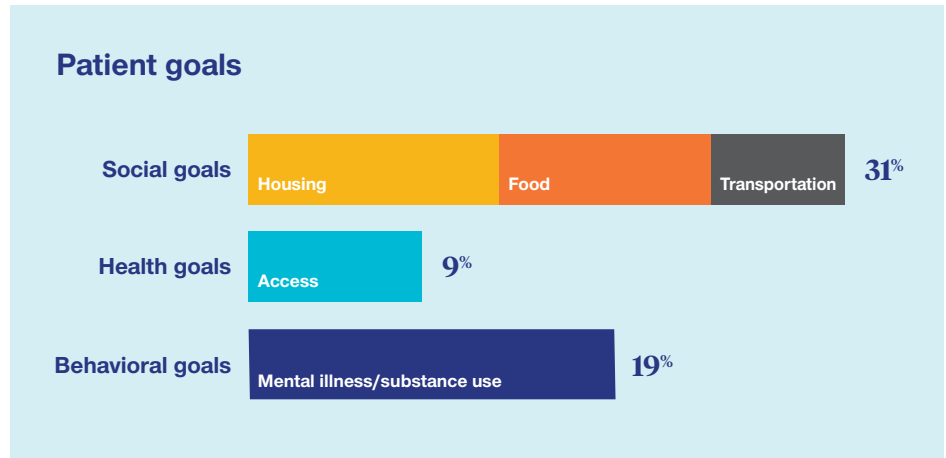 Patient goals
Social goals
Housing
Food
Transportation
31%
Health goals
Access
9%
Behavioral goals
Mental illness/substance use
19%